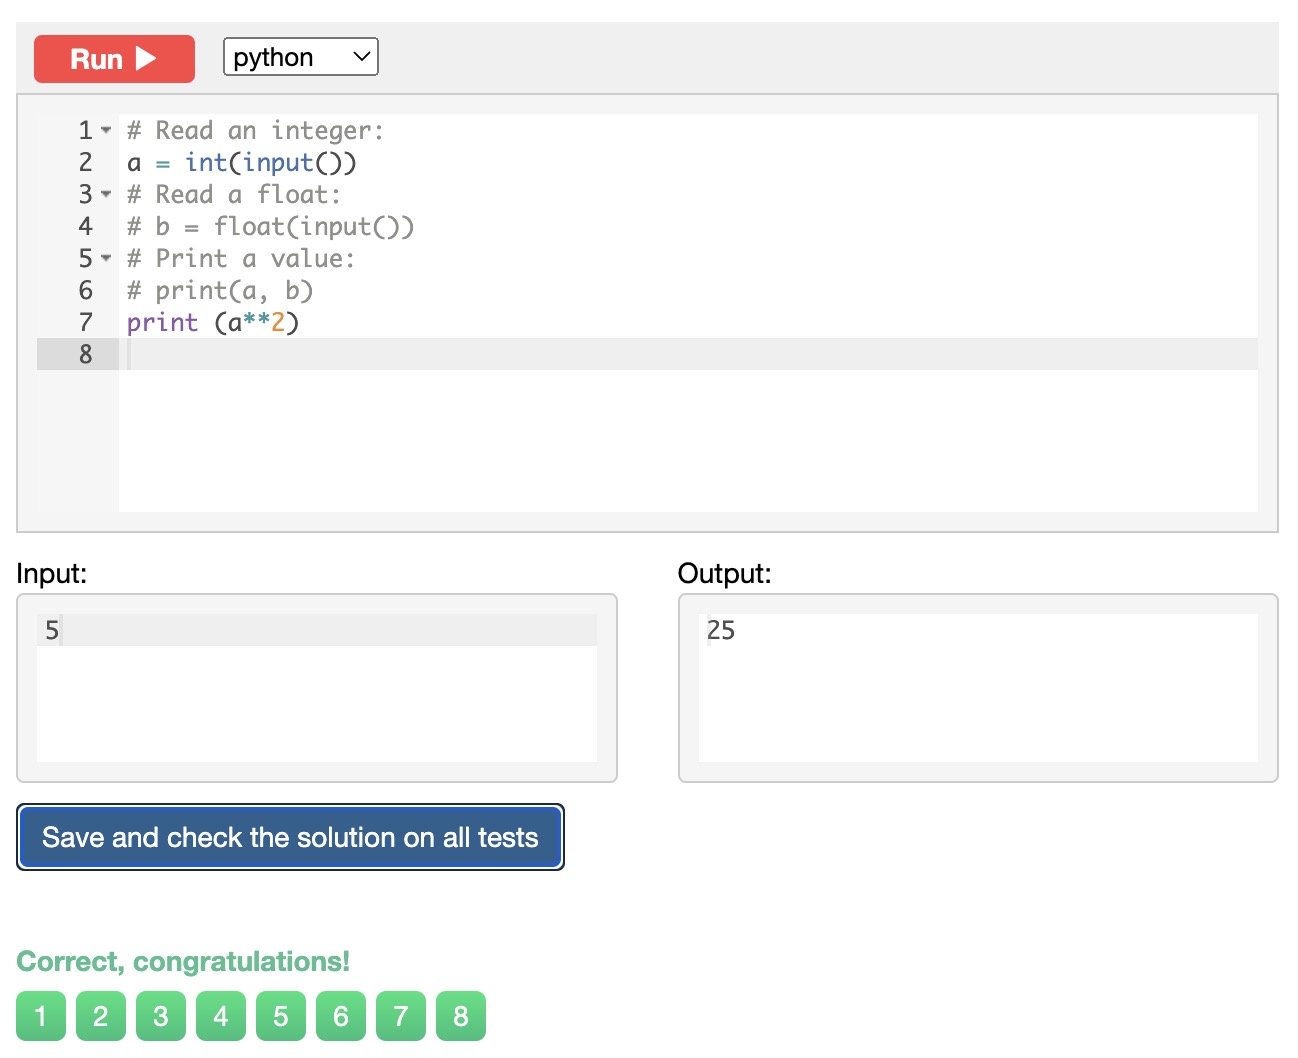 Run
python
1 # Read an integer:
2 a = int(input())
3 # Read a float:
4 # b = float(input())
5 # Print a value:
6 # print(a, b)
7 print (a**2)
8
Input:
Output:
5
25
Save and check the solution on all tests
Correct, congratulations!
1 2 3 4 5 6 7 8